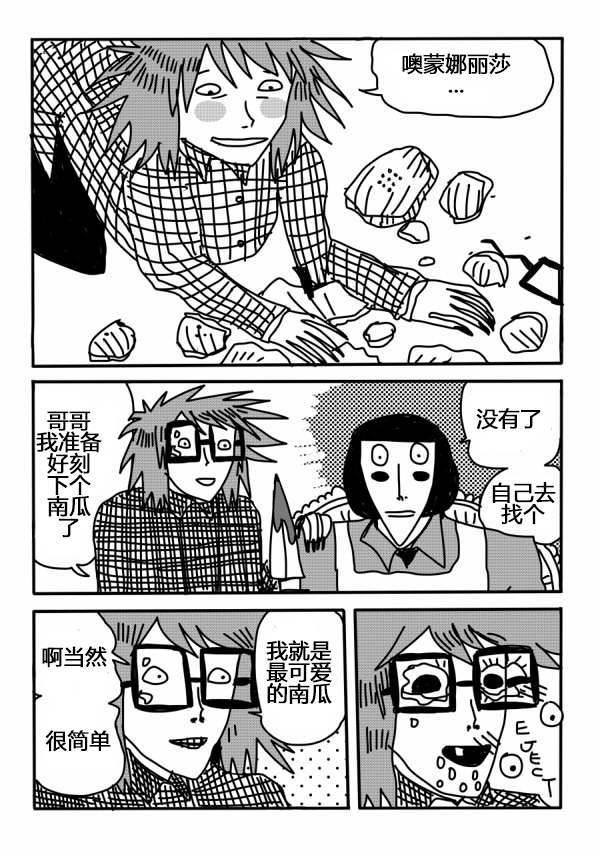 噢蒙娜丽莎
...
哥哥
我准备
好刻
下个
南瓜
了
没有了
自己去
找个
啊当然
很简单
我就是
最可爱
的南瓜
EJECT